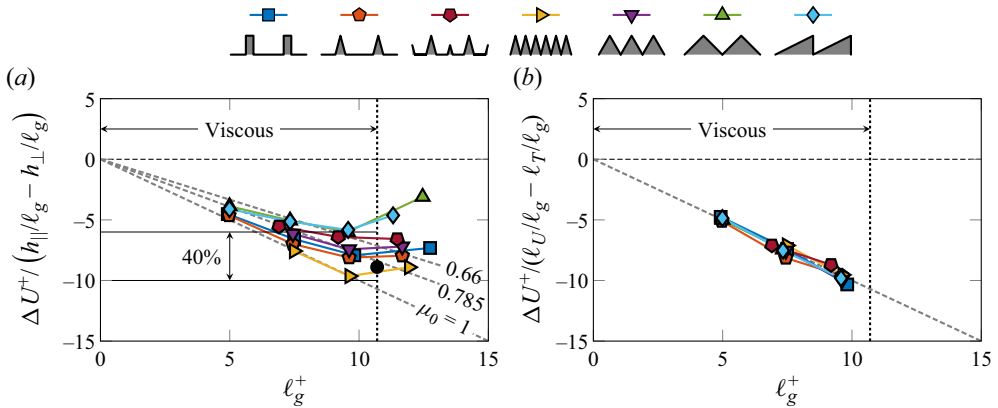 (a)
(b)
ΔU⁺/(h∥/ℓg − h⊥/ℓg)
5
0
−5
−10
−15
Viscous
40%
0.66
0.785
μ₀ = 1
0
5
10
15
ℓg⁺
ΔU⁺/(ℓU/ℓg − ℓT/ℓg)
5
0
−5
−10
−15
Viscous
0
5
10
15
ℓg⁺